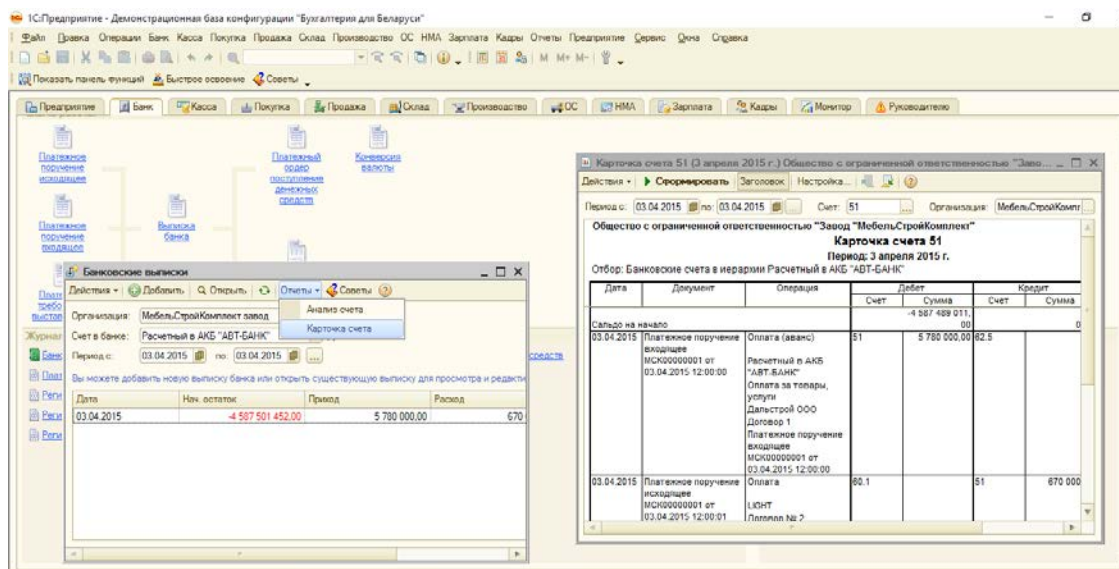 1С:Предприятие - Демонстрационная база конфигурации "Бухгалтерия для Беларуси"
Файл Правка Операции Банк Касса Покупка Продажа Склад Производство ОС НМА Зарплата Кадры Отчеты Предприятие Сервис Окна Справка
M M+ M-
Показать панель функций Быстрое освоение Советы
Предприятие Банк Касса Покупка Продажа Склад Производство ОС НМА Зарплата Кадры Монитор Руководителю
Платежное поручение исходящее
Платежный ордер поступление денежных средств
Конверсия валюты
Платежное поручение входящее
Выписка банка
Плате
требо
выстав
Журнал
Банк
Плат
Реги
Реги
Реги
средств
Банковские выписки
Действия Добавить Открыть Отчеты Советы
Анализ счета
Карточка счета
Организация: МебельСтройКомплект завод
Счет в банке: Расчетный в АКБ "АВТ-БАНК"
Период с: 03.04.2015 по: 03.04.2015 ...
Вы можете добавить новую выписку банка или открыть существующую выписку для просмотра и редакти
Дата Нач. остаток Приход Расход
03.04.2015 -4 587 501 452,00 5 780 000,00 670
Карточка счета 51 (3 апреля 2015 г.) Общество с ограниченной ответственностью "Заво...
Действия Сформировать Заголовок Настройка...
Период с: 03.04.2015 по: 03.04.2015 ... Счет: 51 ... Организация: МебельСтройКомпл ...
Общество с ограниченной ответственностью "Завод "МебельСтройКомплект"
Карточка счета 51
Период: 3 апреля 2015 г.
Отбор: Банковские счета в иерархии Расчетный в АКБ "АВТ-БАНК"
Дата Документ Операция Дебет Кредит
Счет Сумма Счет Сумма
-4 587 489 011,
Сальдо на начало 00 0
03.04.2015 Платежное поручение Оплата (аванс) 51 5 780 000,00 62.5
входящее
МСК00000001 от Расчетный в АКБ
03.04.2015 12:00:00 "АВТ-БАНК"
Оплата за товары,
услуги
Дальстрой ООО
Договор 1
Платежное поручение
входящее
МСК00000001 от
03.04.2015 12:00:00
03.04.2015 Платежное поручение Оплата 60.1 51 670 000
исходящее
МСК00000001 от LIGHT
03.04.2015 12:00:01 Договор № 2